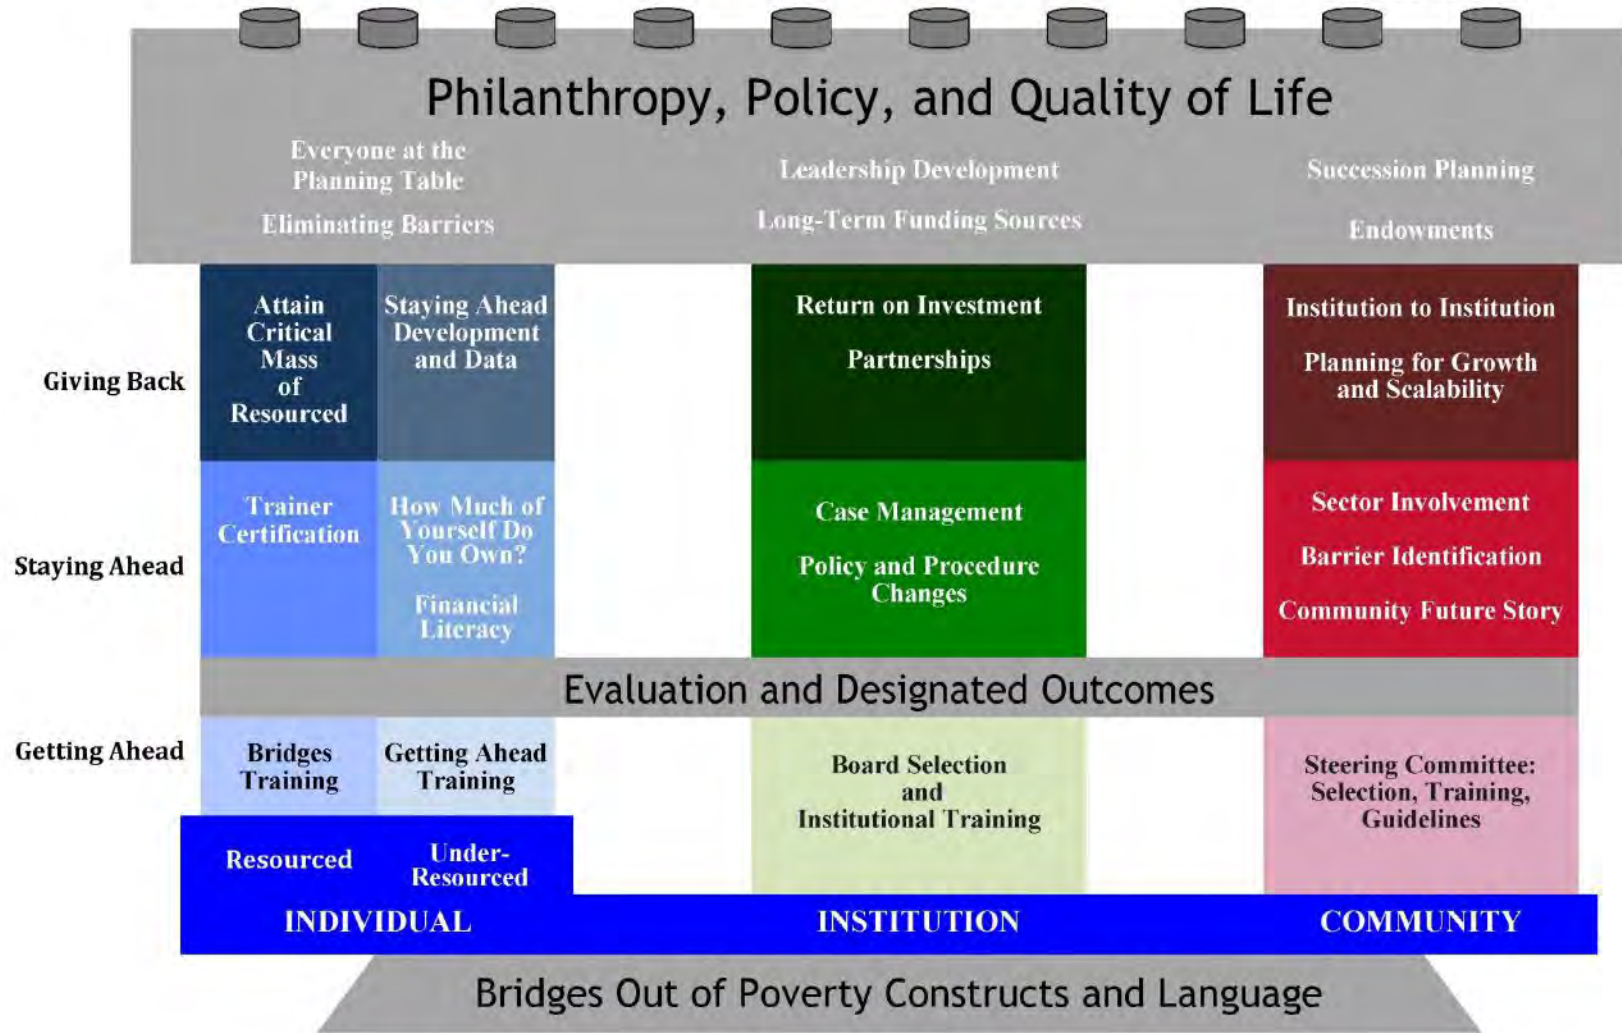 Philanthropy, Policy, and Quality of Life
Everyone at the
Planning Table
Eliminating Barriers
Leadership Development
Long-Term Funding Sources
Succession Planning
Endowments
Giving Back
Attain
Critical
Mass
of
Resourced
Staying Ahead
Development
and Data
Return on Investment
Partnerships
Institution to Institution
Planning for Growth
and Scalability
Staying Ahead
Trainer
Certification
How Much of
Yourself Do
You Own?
Financial
Literacy
Case Management
Policy and Procedure
Changes
Sector Involvement
Barrier Identification
Community Future Story
Evaluation and Designated Outcomes
Getting Ahead
Bridges
Training
Getting Ahead
Training
Board Selection
and
Institutional Training
Steering Committee:
Selection, Training,
Guidelines
Resourced
Under-
Resourced
INDIVIDUAL
INSTITUTION
COMMUNITY
Bridges Out of Poverty Constructs and Language